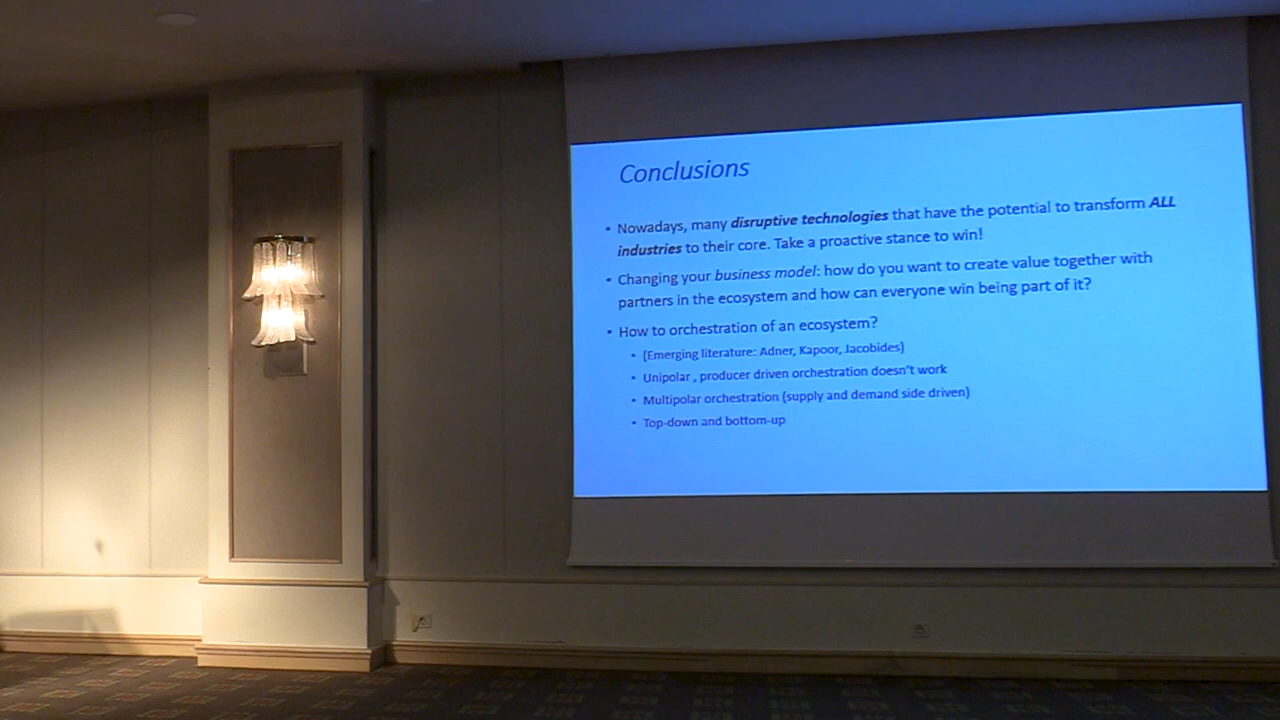 Conclusions
• Nowadays, many disruptive technologies that have the potential to transform ALL
industries to their core. Take a proactive stance to win!
• Changing your business model: how do you want to create value together with
partners in the ecosystem and how can everyone win being part of it?
• How to orchestration of an ecosystem?
• (Emerging literature: Adner, Kapoor, Jacobides)
• Unipolar , producer driven orchestration doesn't work
• Multipolar orchestration (supply and demand side driven)
• Top-down and bottom-up